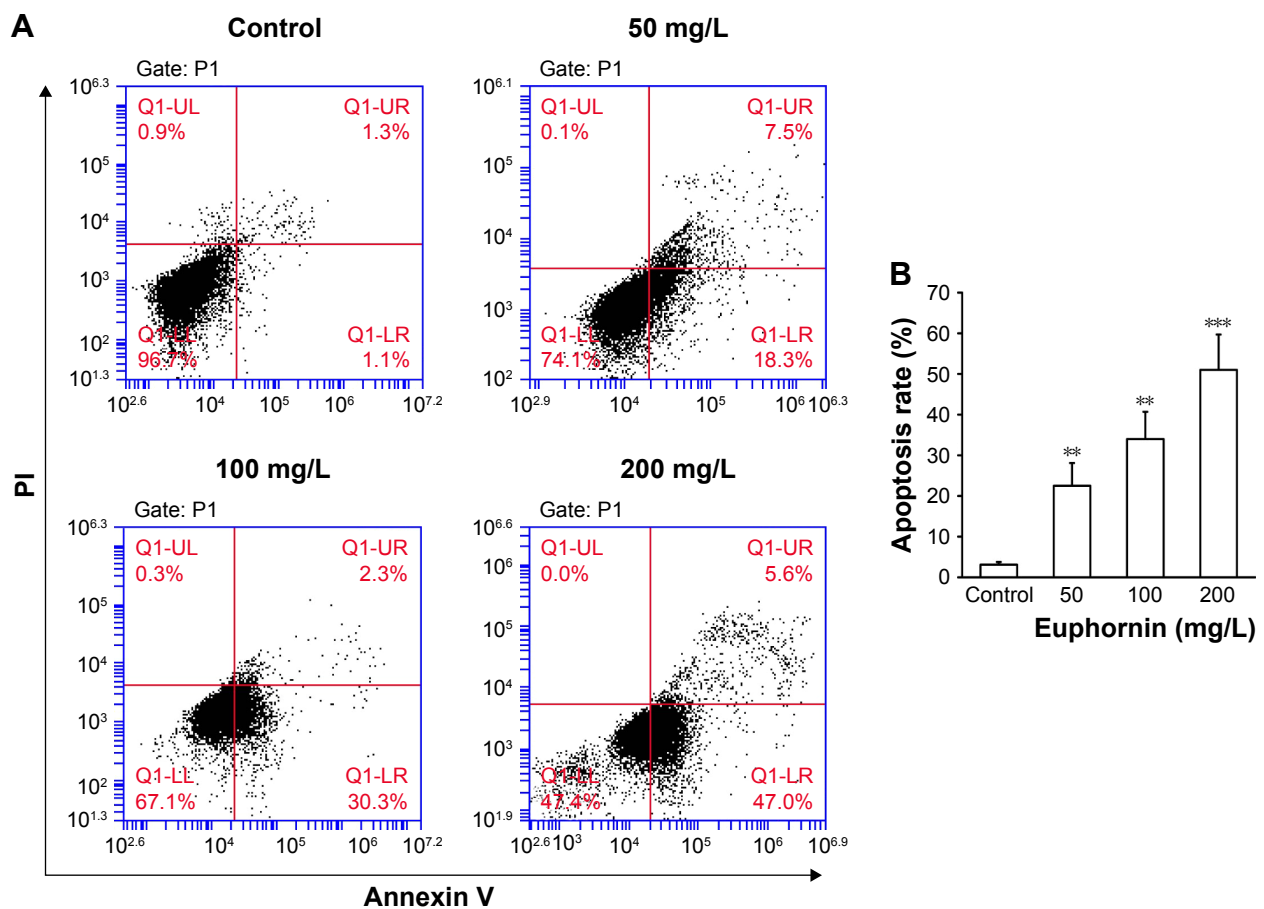 A
Control
Gate: P1
10^6.3
10^5
10^4
10^3
10^2
10^1.3
Q1-UL
0.9%
Q1-UR
1.3%
Q1-LL
96.7%
Q1-LR
1.1%
10^2.6 10^4 10^5 10^6 10^7.2
50 mg/L
Gate: P1
10^6.1
10^5
10^4
10^3
10^2
Q1-UL
0.1%
Q1-UR
7.5%
Q1-LL
74.1%
Q1-LR
18.3%
10^2.9 10^4 10^5 10^6 10^6.3
100 mg/L
Gate: P1
10^6.3
10^5
10^4
10^3
10^2
10^1.3
Q1-UL
0.3%
Q1-UR
2.3%
Q1-LL
67.1%
Q1-LR
30.3%
10^2.6 10^4 10^5 10^6 10^7.2
200 mg/L
Gate: P1
10^6.6
10^6
10^5
10^4
10^3
10^1.9
Q1-UL
0.0%
Q1-UR
5.6%
Q1-LL
47.4%
Q1-LR
47.0%
10^2.6 10^3 10^4 10^5 10^6 10^6.9
PI
Annexin V
B
Apoptosis rate (%)
70
60
50
40
30
20
10
0
**
**
***
Control 50 100 200
Euphornin (mg/L)